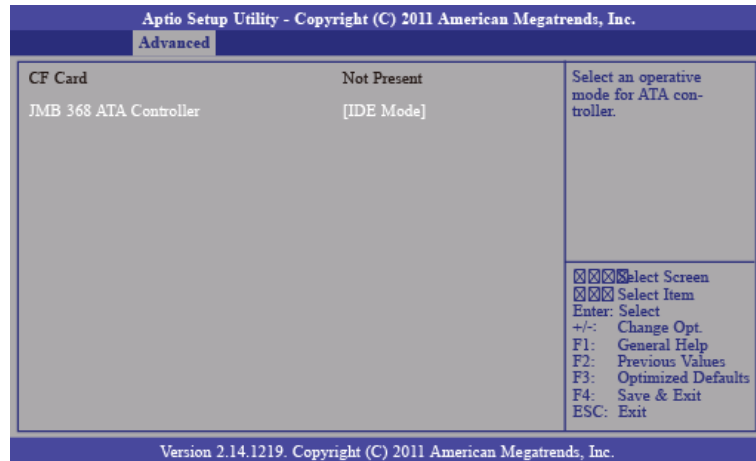 Aptio Setup Utility - Copyright (C) 2011 American Megatrends, Inc.
Advanced
CF Card Not Present
JMB 368 ATA Controller [IDE Mode]
Select an operative
mode for ATA con-
troller.
Select Screen
Select Item
Enter: Select
+/-: Change Opt.
F1: General Help
F2: Previous Values
F3: Optimized Defaults
F4: Save & Exit
ESC: Exit
Version 2.14.1219. Copyright (C) 2011 American Megatrends, Inc.